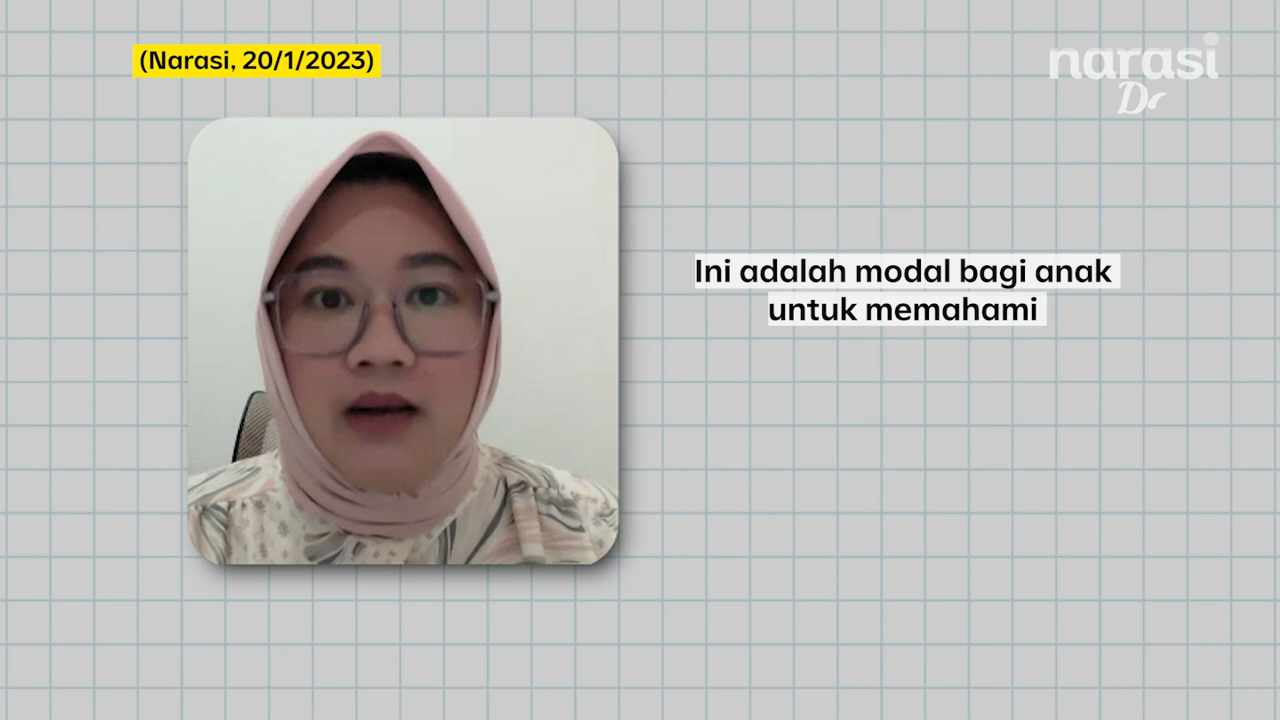 (Narasi, 20/1/2023)
narasi
Dr
Ini adalah modal bagi anak
untuk memahami